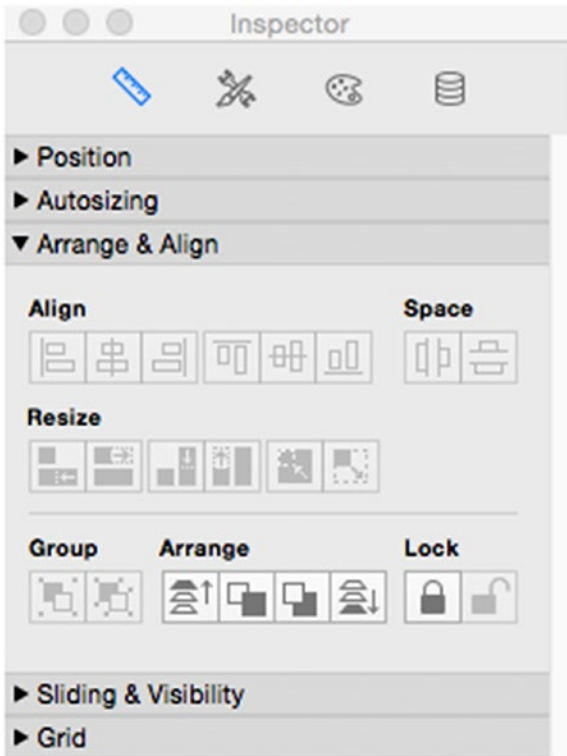 Inspector
Position
Autosizing
Arrange & Align
Align Space
Resize
Group Arrange Lock
Sliding & Visibility
Grid